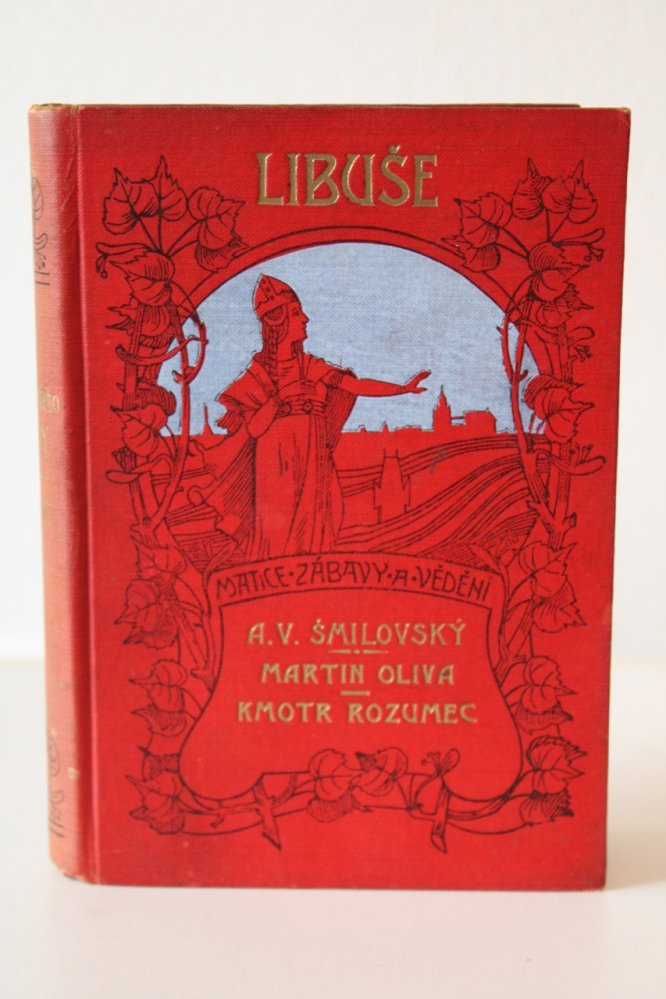 LIBUŠE
MATICE·ZÁBAVY·A·VĚDĚNÍ
A.V. ŠMILOVSKÝ
MARTIN OLIVA
KMOTR ROZUMEC